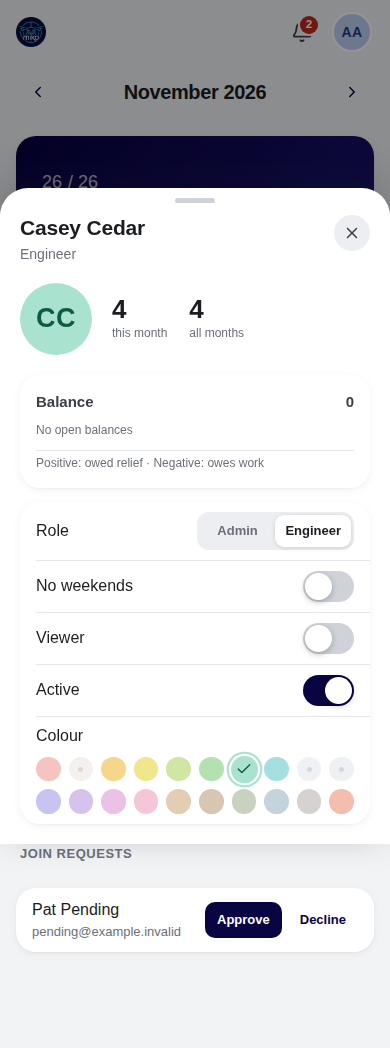 miko
2
AA
November 2026
26 / 26
Casey Cedar
Engineer
CC
4
this month
4
all months
Balance
0
No open balances
Positive: owed relief · Negative: owes work
Role
Admin
Engineer
No weekends
Viewer
Active
Colour
JOIN REQUESTS
Pat Pending
pending@example.invalid
Approve
Decline